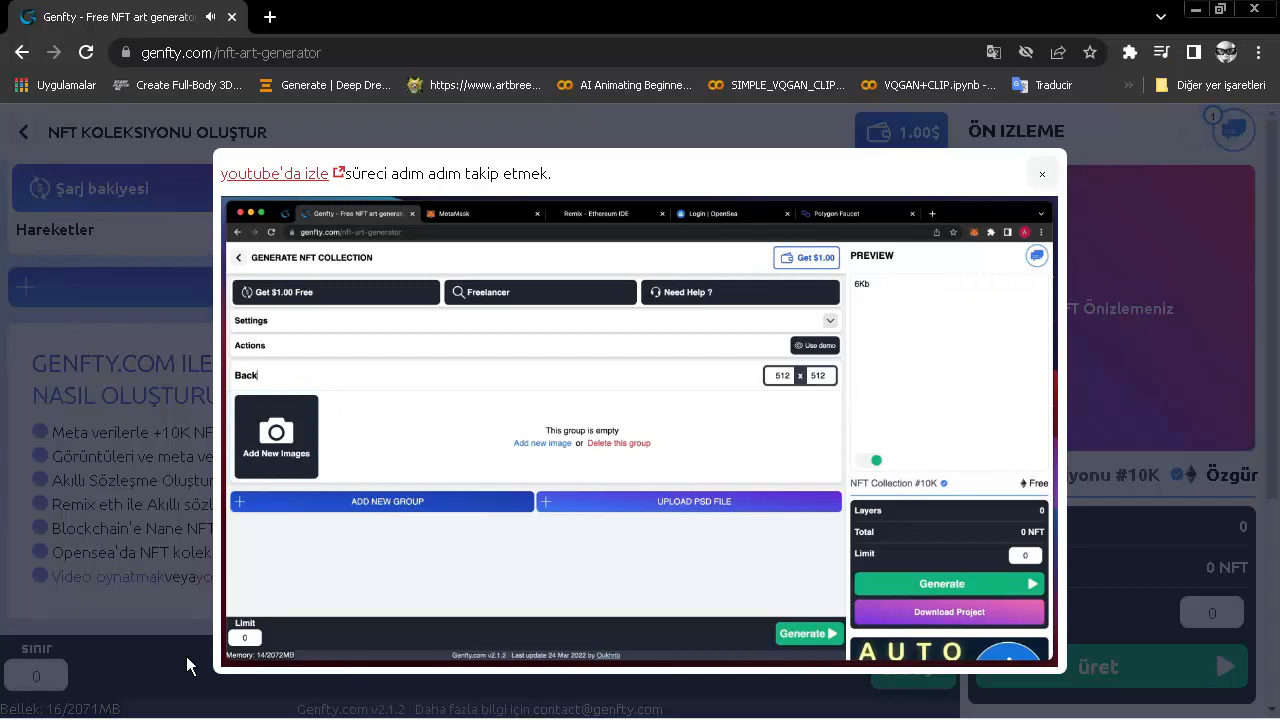 Genfty - Free NFT art generato
genfty.com/nft-art-generator
Uygulamalar
Create Full-Body 3D...
Generate | Deep Dre...
https://www.artbree...
AI Animating Beginne...
SIMPLE_VQGAN_CLIP...
VQGAN+CLIP.ipynb -...
Traducir
»
Diğer yer işaretleri
NFT KOLEKSİYONU OLUŞTUR
1.00$
ÖN IZLEME
1
Şarj bakiyesi
Hareketler
youtube'da izle süreci adım adım takip etmek.
Genfty - Free NFT art generato
MetaMask
Remix - Ethereum IDE
Login | OpenSea
Polygon Faucet
genfty.com/nft-art-generator
GENERATE NFT COLLECTION
Get $1.00
PREVIEW
Get $1.00 Free
Freelancer
Need Help ?
6Kb
Settings
Actions
Use demo
Back
512 x 512
Add New Images
This group is empty
Add new image or Delete this group
ADD NEW GROUP
UPLOAD PSD FILE
NFT Collection #10K
Free
Layers 0
Total 0 NFT
Limit 0
Generate
Download Project
AUTO
Limit
0
Generate
Memory: 14/2072MB
Genfty.com v2.1.2 | Last update 24 Mar 2022 by Oukhrib
GENFTY.COM ILE
NASIL OLUŞTURU
Meta verilerle +10K NF
Görüntüleri ve meta ve
Akıllı Sözleşme Oluştur
Remix eth ile Akıllı sözl
Blockchain'de her NFT
Opensea'da NFT kolek
Video oynatmakveyayo
T Önizlemeniz
iyonu #10K
Özgür
0
0 NFT
0
üret
sınır
0
Bellek: 16/2071MB
Genfty.com v2.1.2 | Daha fazla bilgi için contact@genfty.com